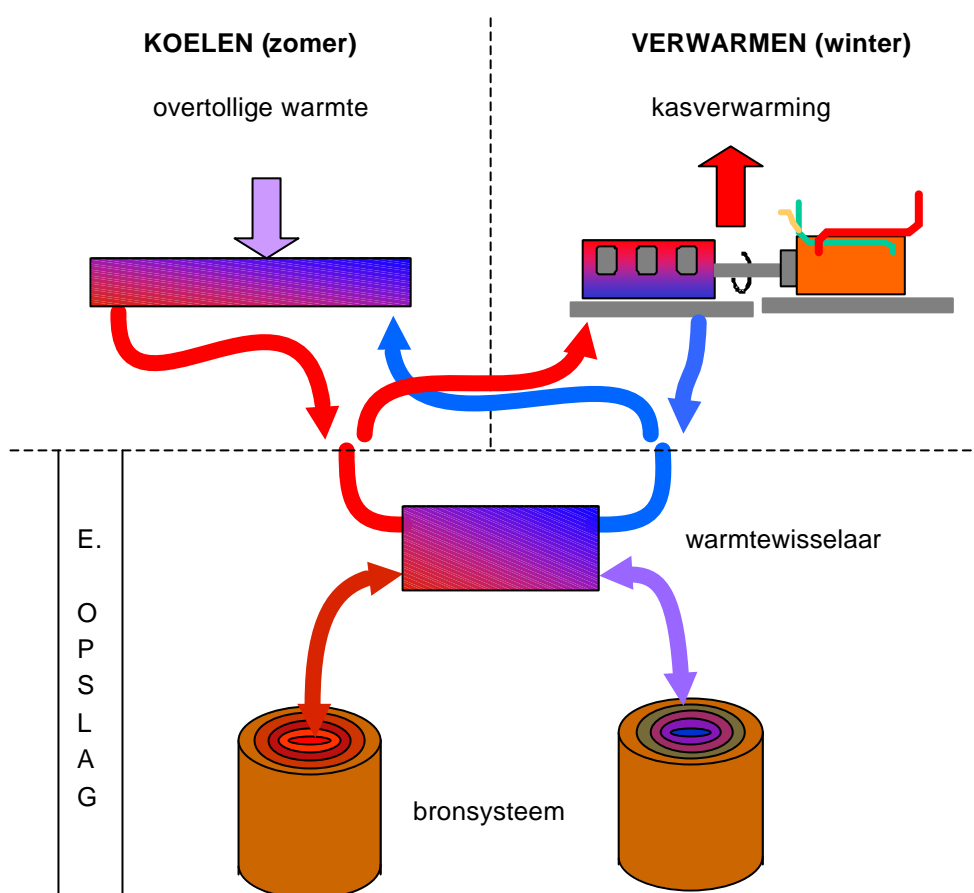 KOELEN (zomer)
VERWARMEN (winter)
overtollige warmte
kasverwarming
E.
O
P
S
L
A
G
warmtewisselaar
bronsysteem